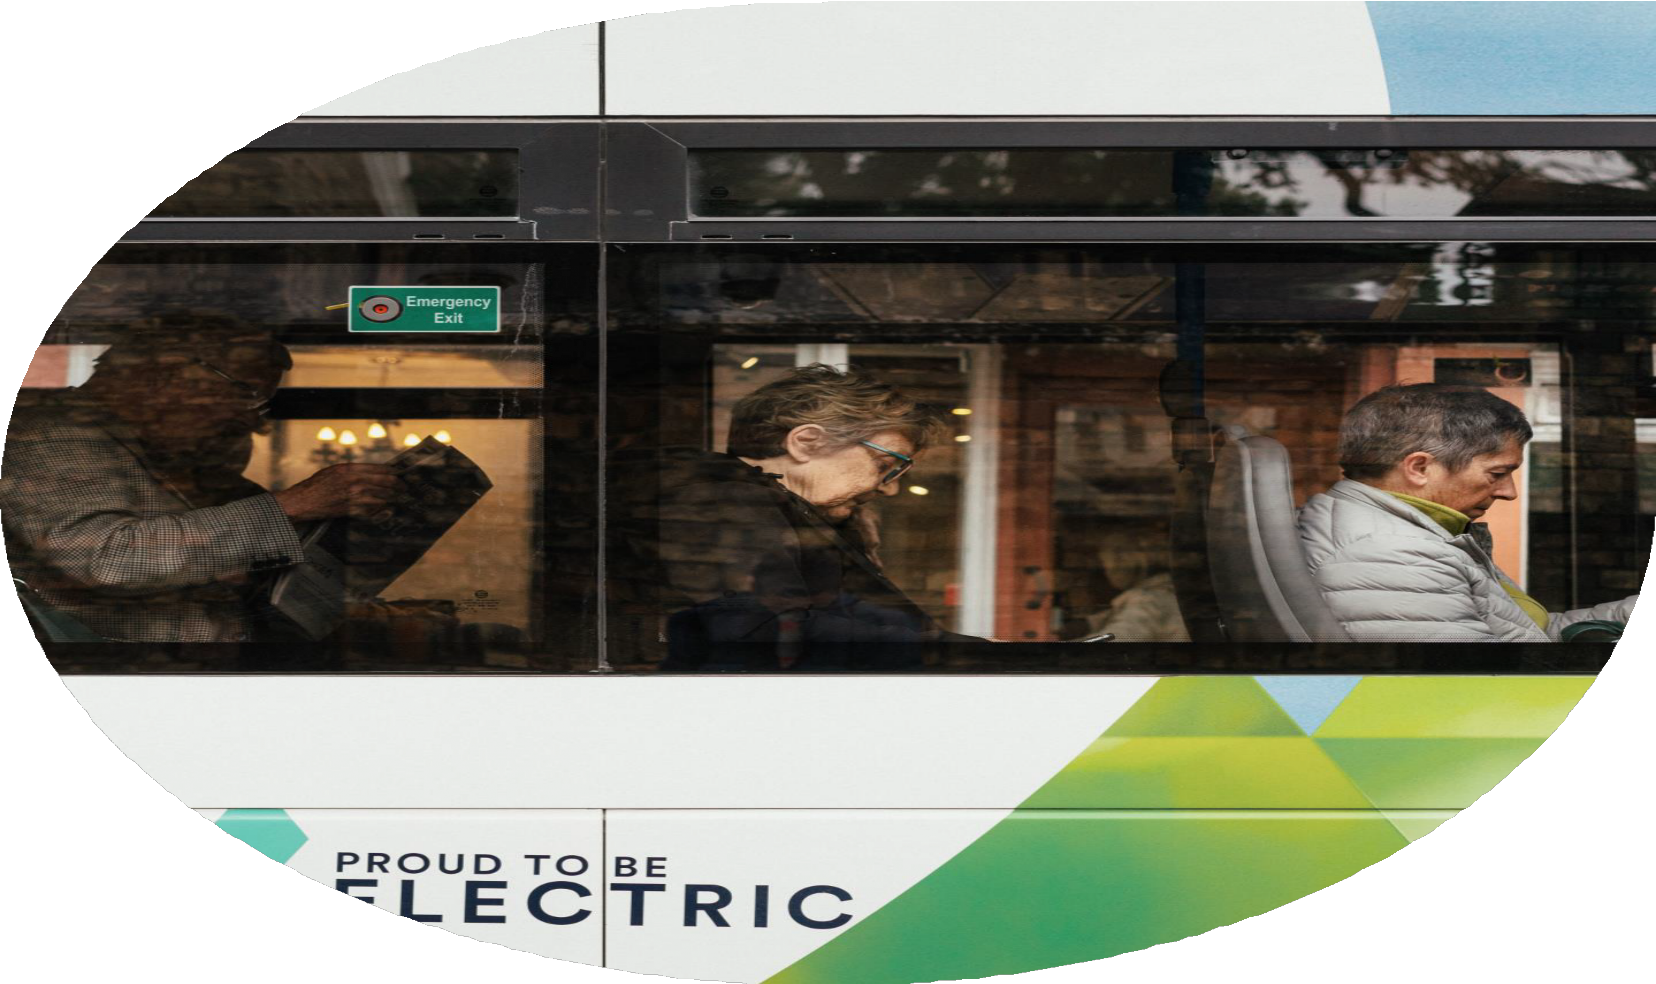 Emergency
Exit
PROUD TO BE
ELECTRIC